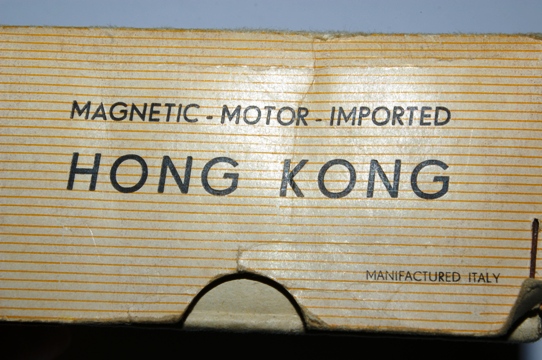 MAGNETIC - MOTOR - IMPORTED
HONG KONG
MANIFACTURED ITALY